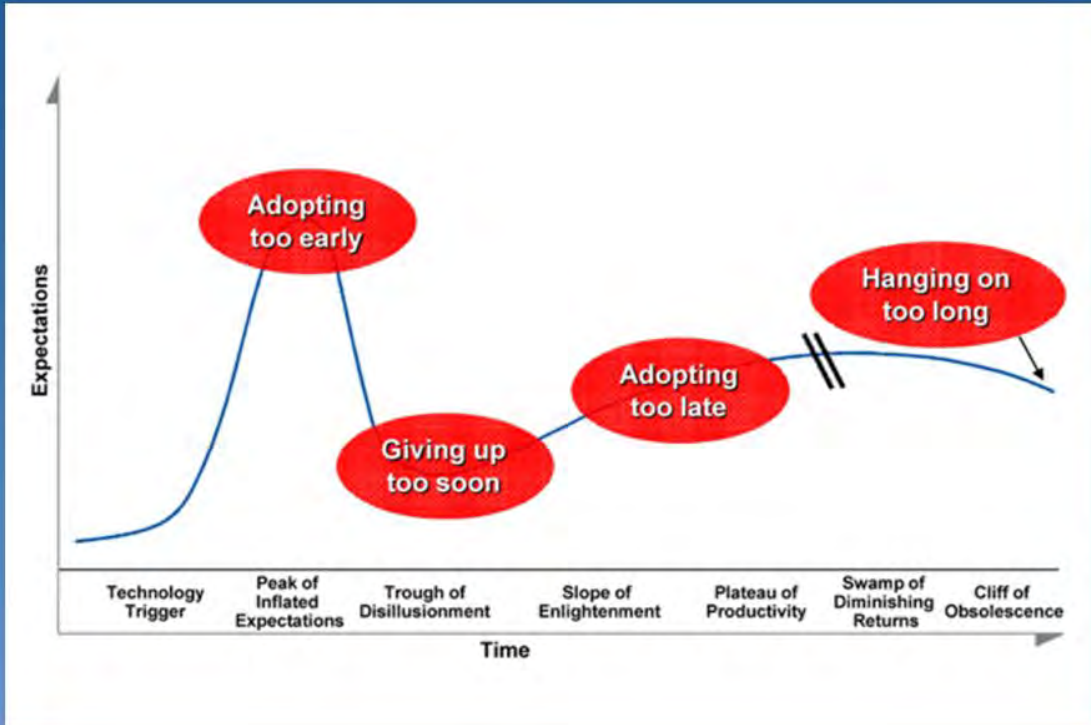 Expectations
Adopting
too early
Giving up
too soon
Adopting
too late
Hanging on
too long
Technology
Trigger
Peak of
Inflated
Expectations
Trough of
Disillusionment
Slope of
Enlightenment
Plateau of
Productivity
Swamp of
Diminishing
Returns
Cliff of
Obsolescence
Time